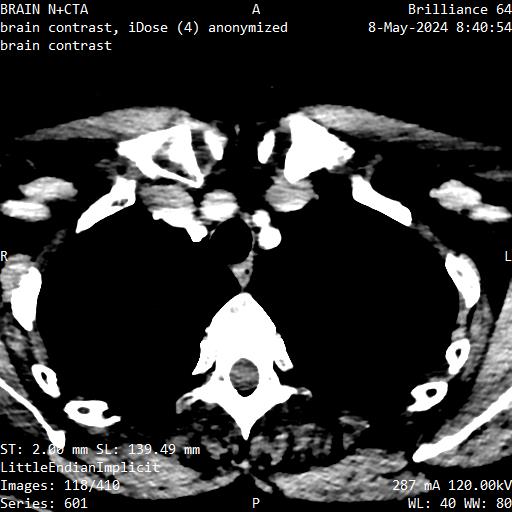 BRAIN N+CTA
A
Brilliance 64
brain contrast, iDose (4) anonymized
8-May-2024 8:40:54
brain contrast
R
L
ST: 2.00 mm SL: 139.49 mm
LittleEndianImplicit
Images: 118/410
287 mA 120.00kV
Series: 601
P
WL: 40 WW: 80